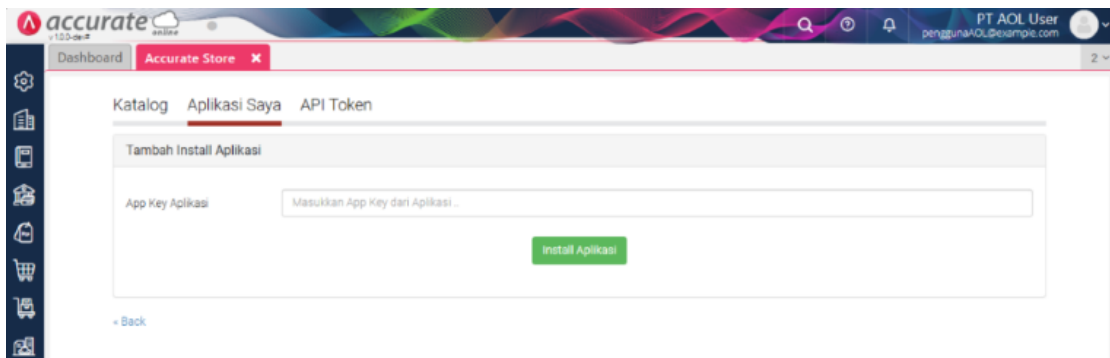 accurate
online
PT AOL User
penggunaAOL@example.com
Dashboard
Accurate Store
2
Katalog
Aplikasi Saya
API Token
Tambah Install Aplikasi
App Key Aplikasi
Masukkan App Key dari Aplikasi ..
Install Aplikasi
« Back